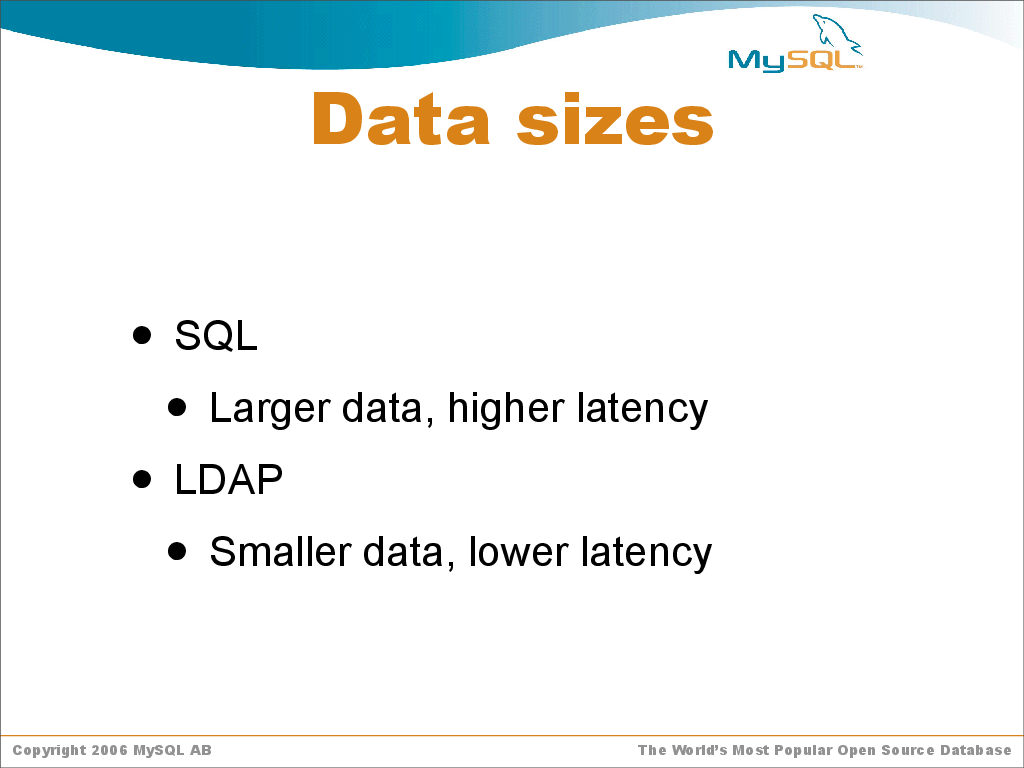 MySQL™
Data sizes
• SQL
• Larger data, higher latency
• LDAP
• Smaller data, lower latency
Copyright 2006 MySQL AB
The World’s Most Popular Open Source Database